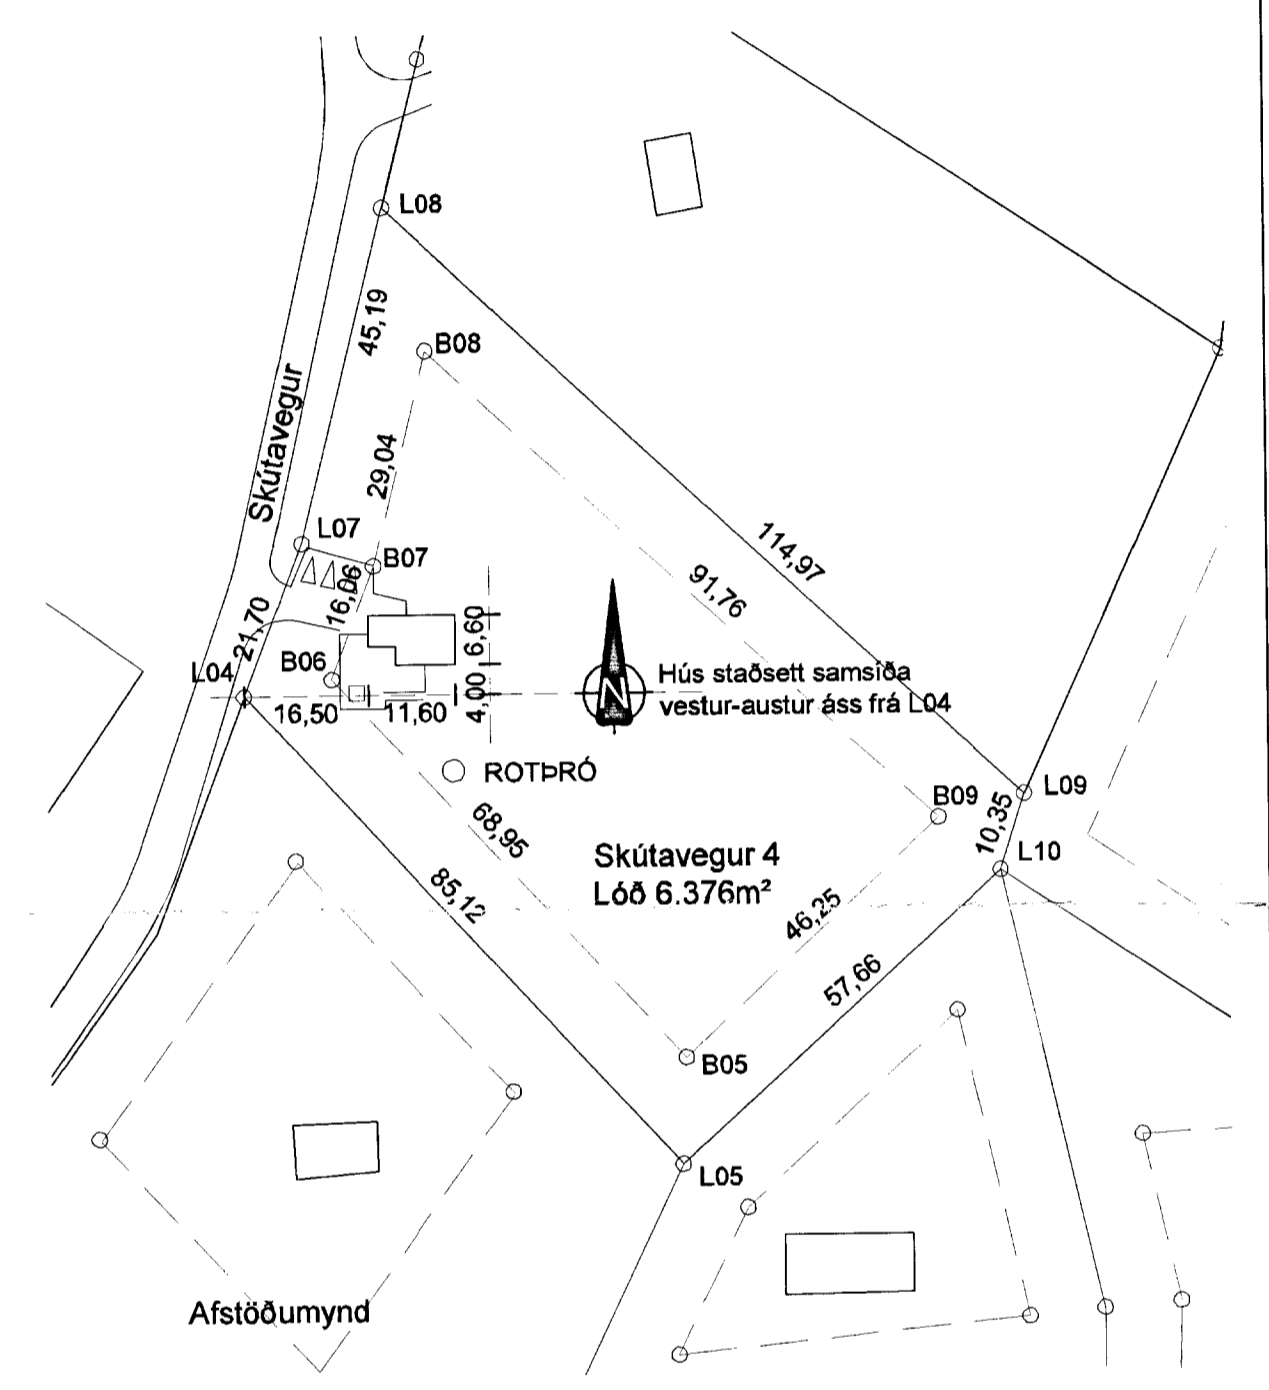 L08
45,19
B08
Skútavegur
29,04
L07
B07
16,06
114,97
91,76
21,70
6,60
L04
B06
N
Hús staðsett samsíða
vestur-austur áss frá L04
16,50
11,60
4,00
ROTÞRÓ
68,95
B09
L09
10,35
L10
Skútavegur 4
Lóð 6.376m²
85,12
46,25
57,66
B05
L05
Afstöðumynd